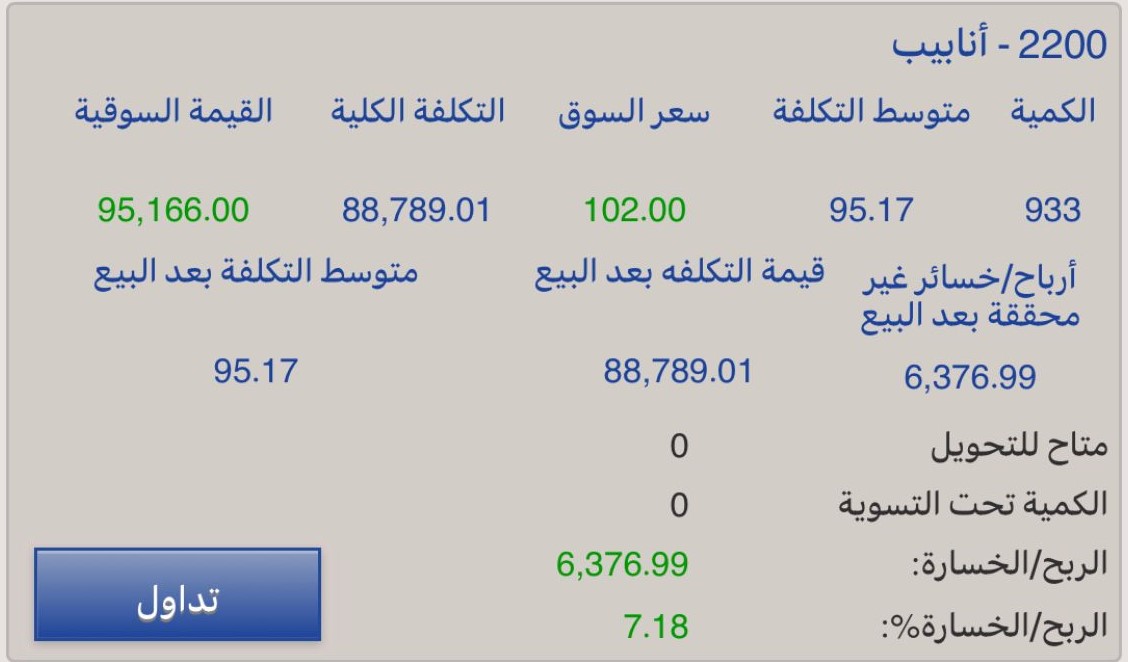 2200 - أنابيب
الكمية متوسط التكلفة سعر السوق التكلفة الكلية القيمة السوقية
933 95.17 102.00 88,789.01 95,166.00
أرباح/خسائر غير محققة بعد البيع قيمة التكلفه بعد البيع متوسط التكلفة بعد البيع
6,376.99 88,789.01 95.17
متاح للتحويل 0
الكمية تحت التسوية 0
الربح/الخسارة: 6,376.99
الربح/الخسارة%: 7.18
تداول